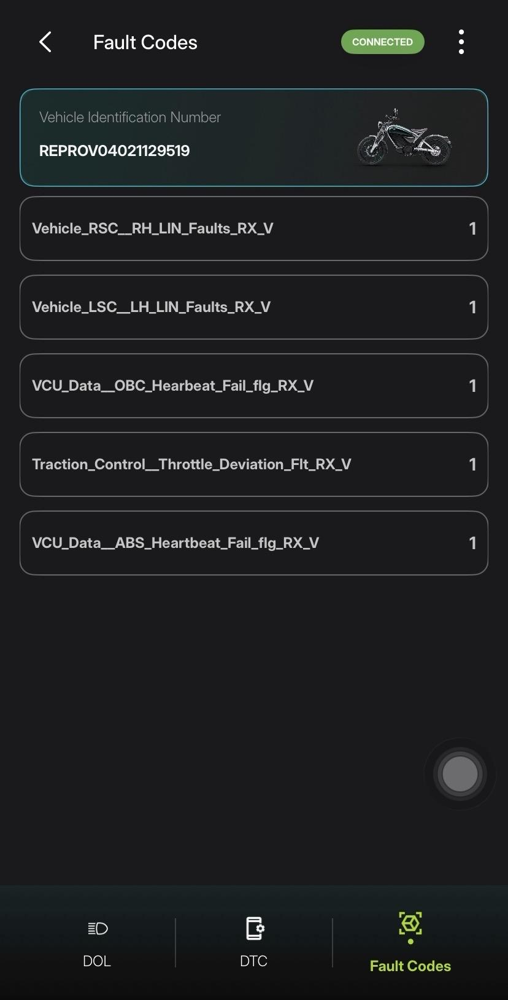 Fault Codes
CONNECTED
Vehicle Identification Number
REPROV04021129519
Vehicle_RSC__RH_LIN_Faults_RX_V 1
Vehicle_LSC__LH_LIN_Faults_RX_V 1
VCU_Data__OBC_Hearbeat_Fail_flg_RX_V 1
Traction_Control__Throttle_Deviation_Flt_RX_V 1
VCU_Data__ABS_Heartbeat_Fail_flg_RX_V 1
DOL
DTC
Fault Codes